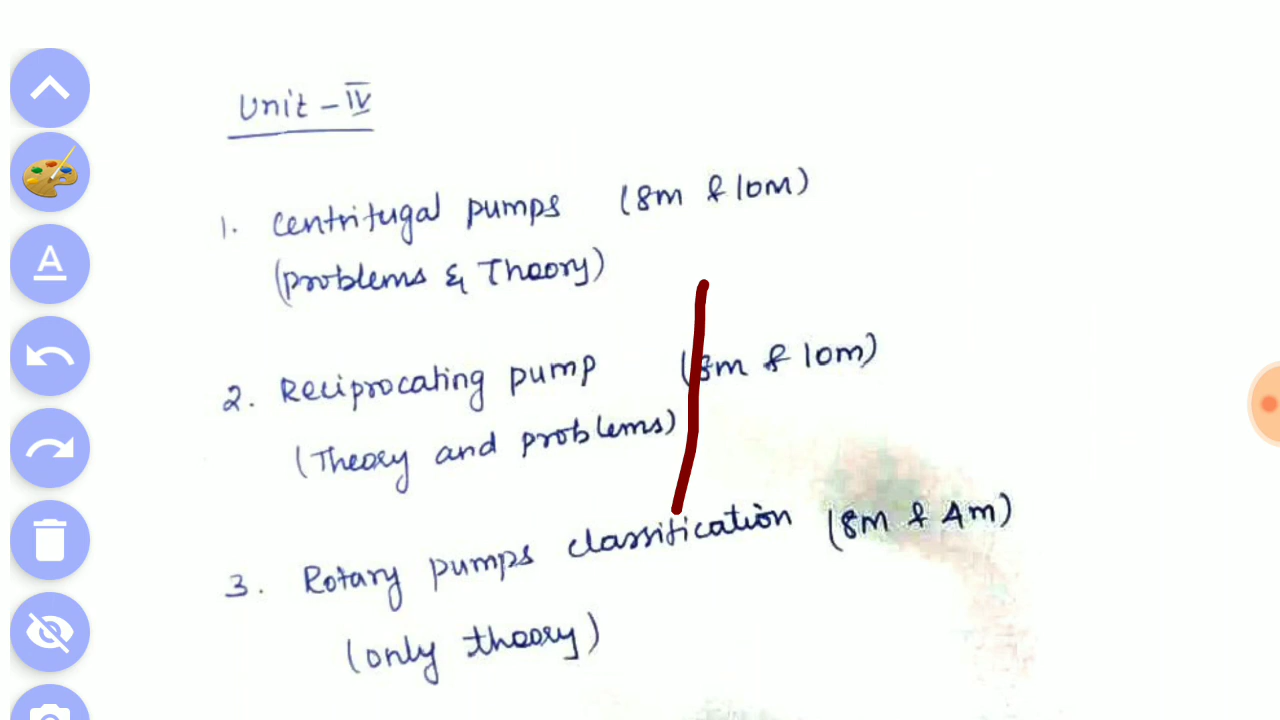 Unit - IV
1. Centrifugal pumps (8m & 10m)
(problems & Theory)
2. Reciprocating pump (8m & 10m)
(Theory and problems)
3. Rotary pumps classification (8m & 4m)
(only theory)
A